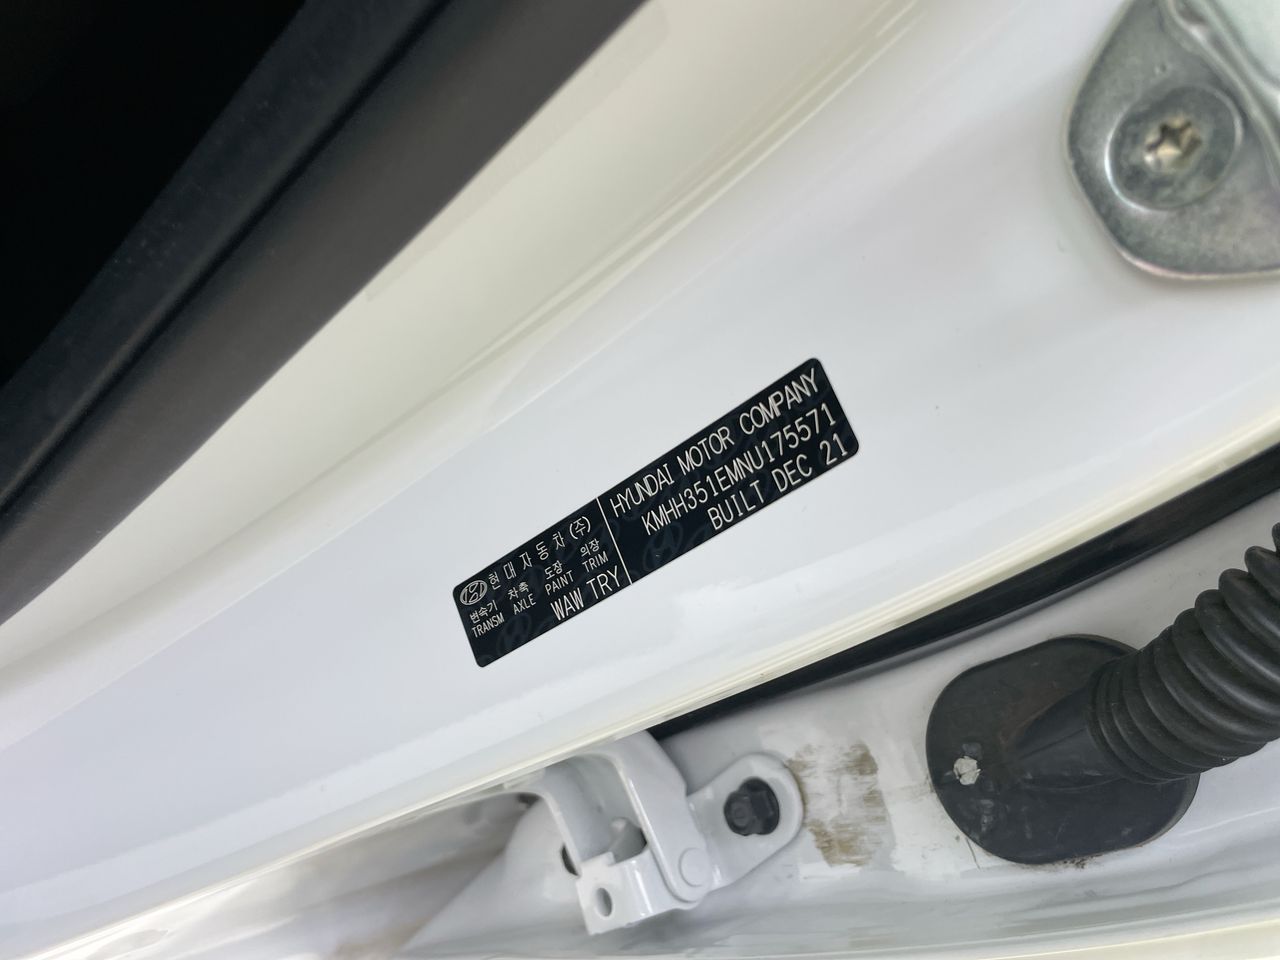 현대자동차(주)
변속기 차축 도장 의장
TRANSM AXLE PAINT TRIM
WAW TRY
HYUNDAI MOTOR COMPANY
KMHH351EMNU175571
BUILT DEC 21